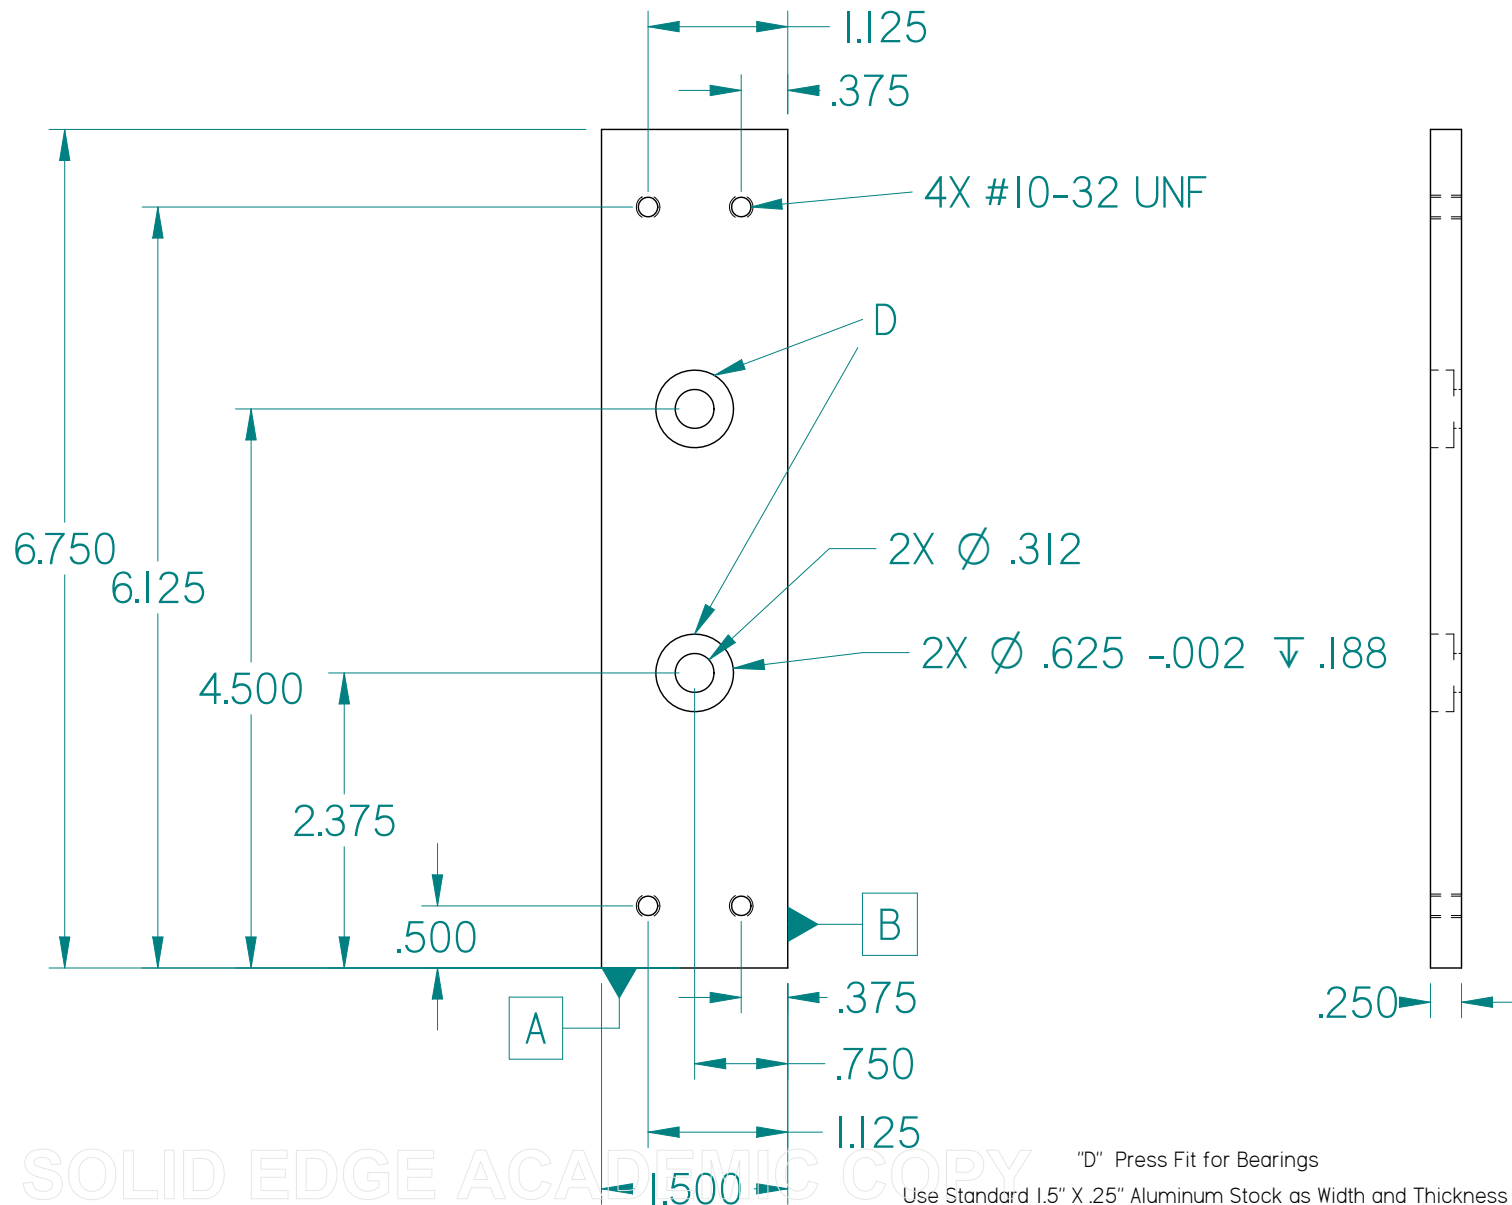 1.125
.375
4X #10-32 UNF
D
6.750
6.125
2X Ø .312
2X Ø .625 -.002 ↧ .188
4.500
2.375
.500
B
A
.375
.250
.750
1.125
1.500
SOLID EDGE ACADEMIC COPY
"D" Press Fit for Bearings
Use Standard 1.5" X .25" Aluminum Stock as Width and Thickness